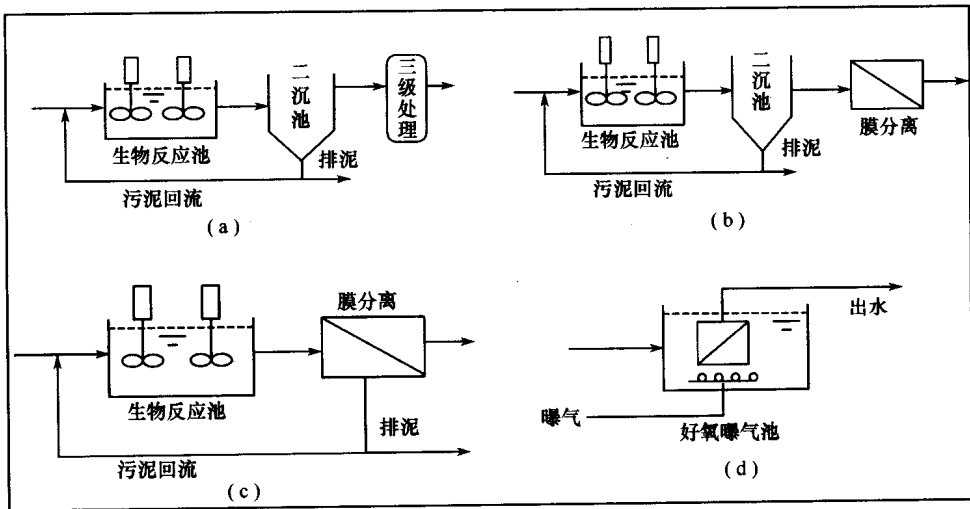 二沉池
三级处理
生物反应池
排泥
污泥回流
(a)
二沉池
膜分离
生物反应池
排泥
污泥回流
(b)
膜分离
生物反应池
排泥
污泥回流
(c)
出水
曝气
好氧曝气池
(d)